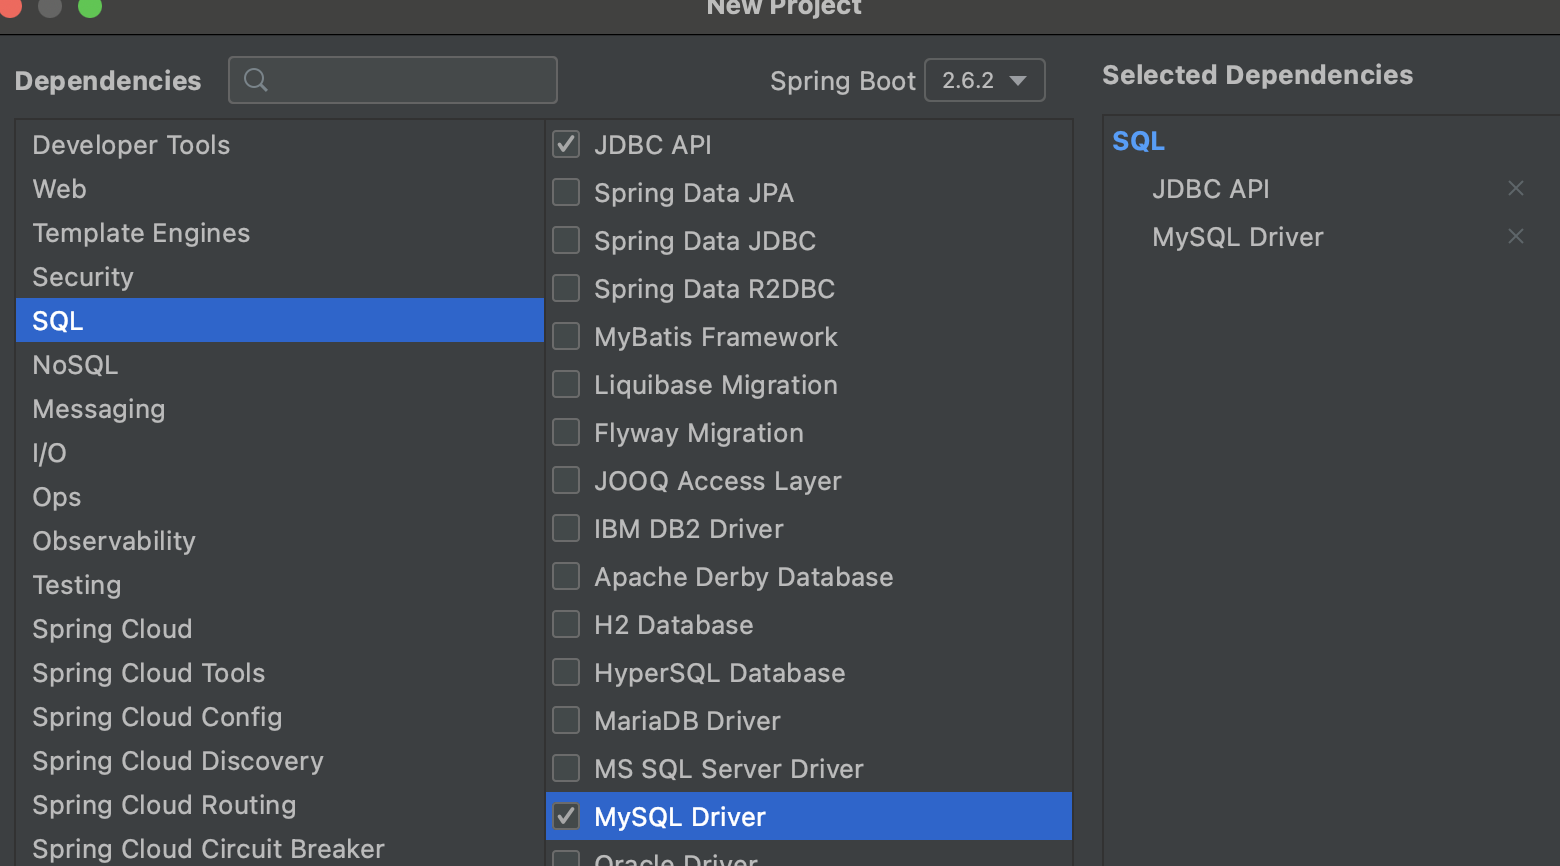 New Project
Dependencies
Spring Boot 2.6.2
Selected Dependencies
Developer Tools
Web
Template Engines
Security
SQL
NoSQL
Messaging
I/O
Ops
Observability
Testing
Spring Cloud
Spring Cloud Tools
Spring Cloud Config
Spring Cloud Discovery
Spring Cloud Routing
Spring Cloud Circuit Breaker
JDBC API
Spring Data JPA
Spring Data JDBC
Spring Data R2DBC
MyBatis Framework
Liquibase Migration
Flyway Migration
JOOQ Access Layer
IBM DB2 Driver
Apache Derby Database
H2 Database
HyperSQL Database
MariaDB Driver
MS SQL Server Driver
MySQL Driver
Oracle Driver
SQL
JDBC API
MySQL Driver